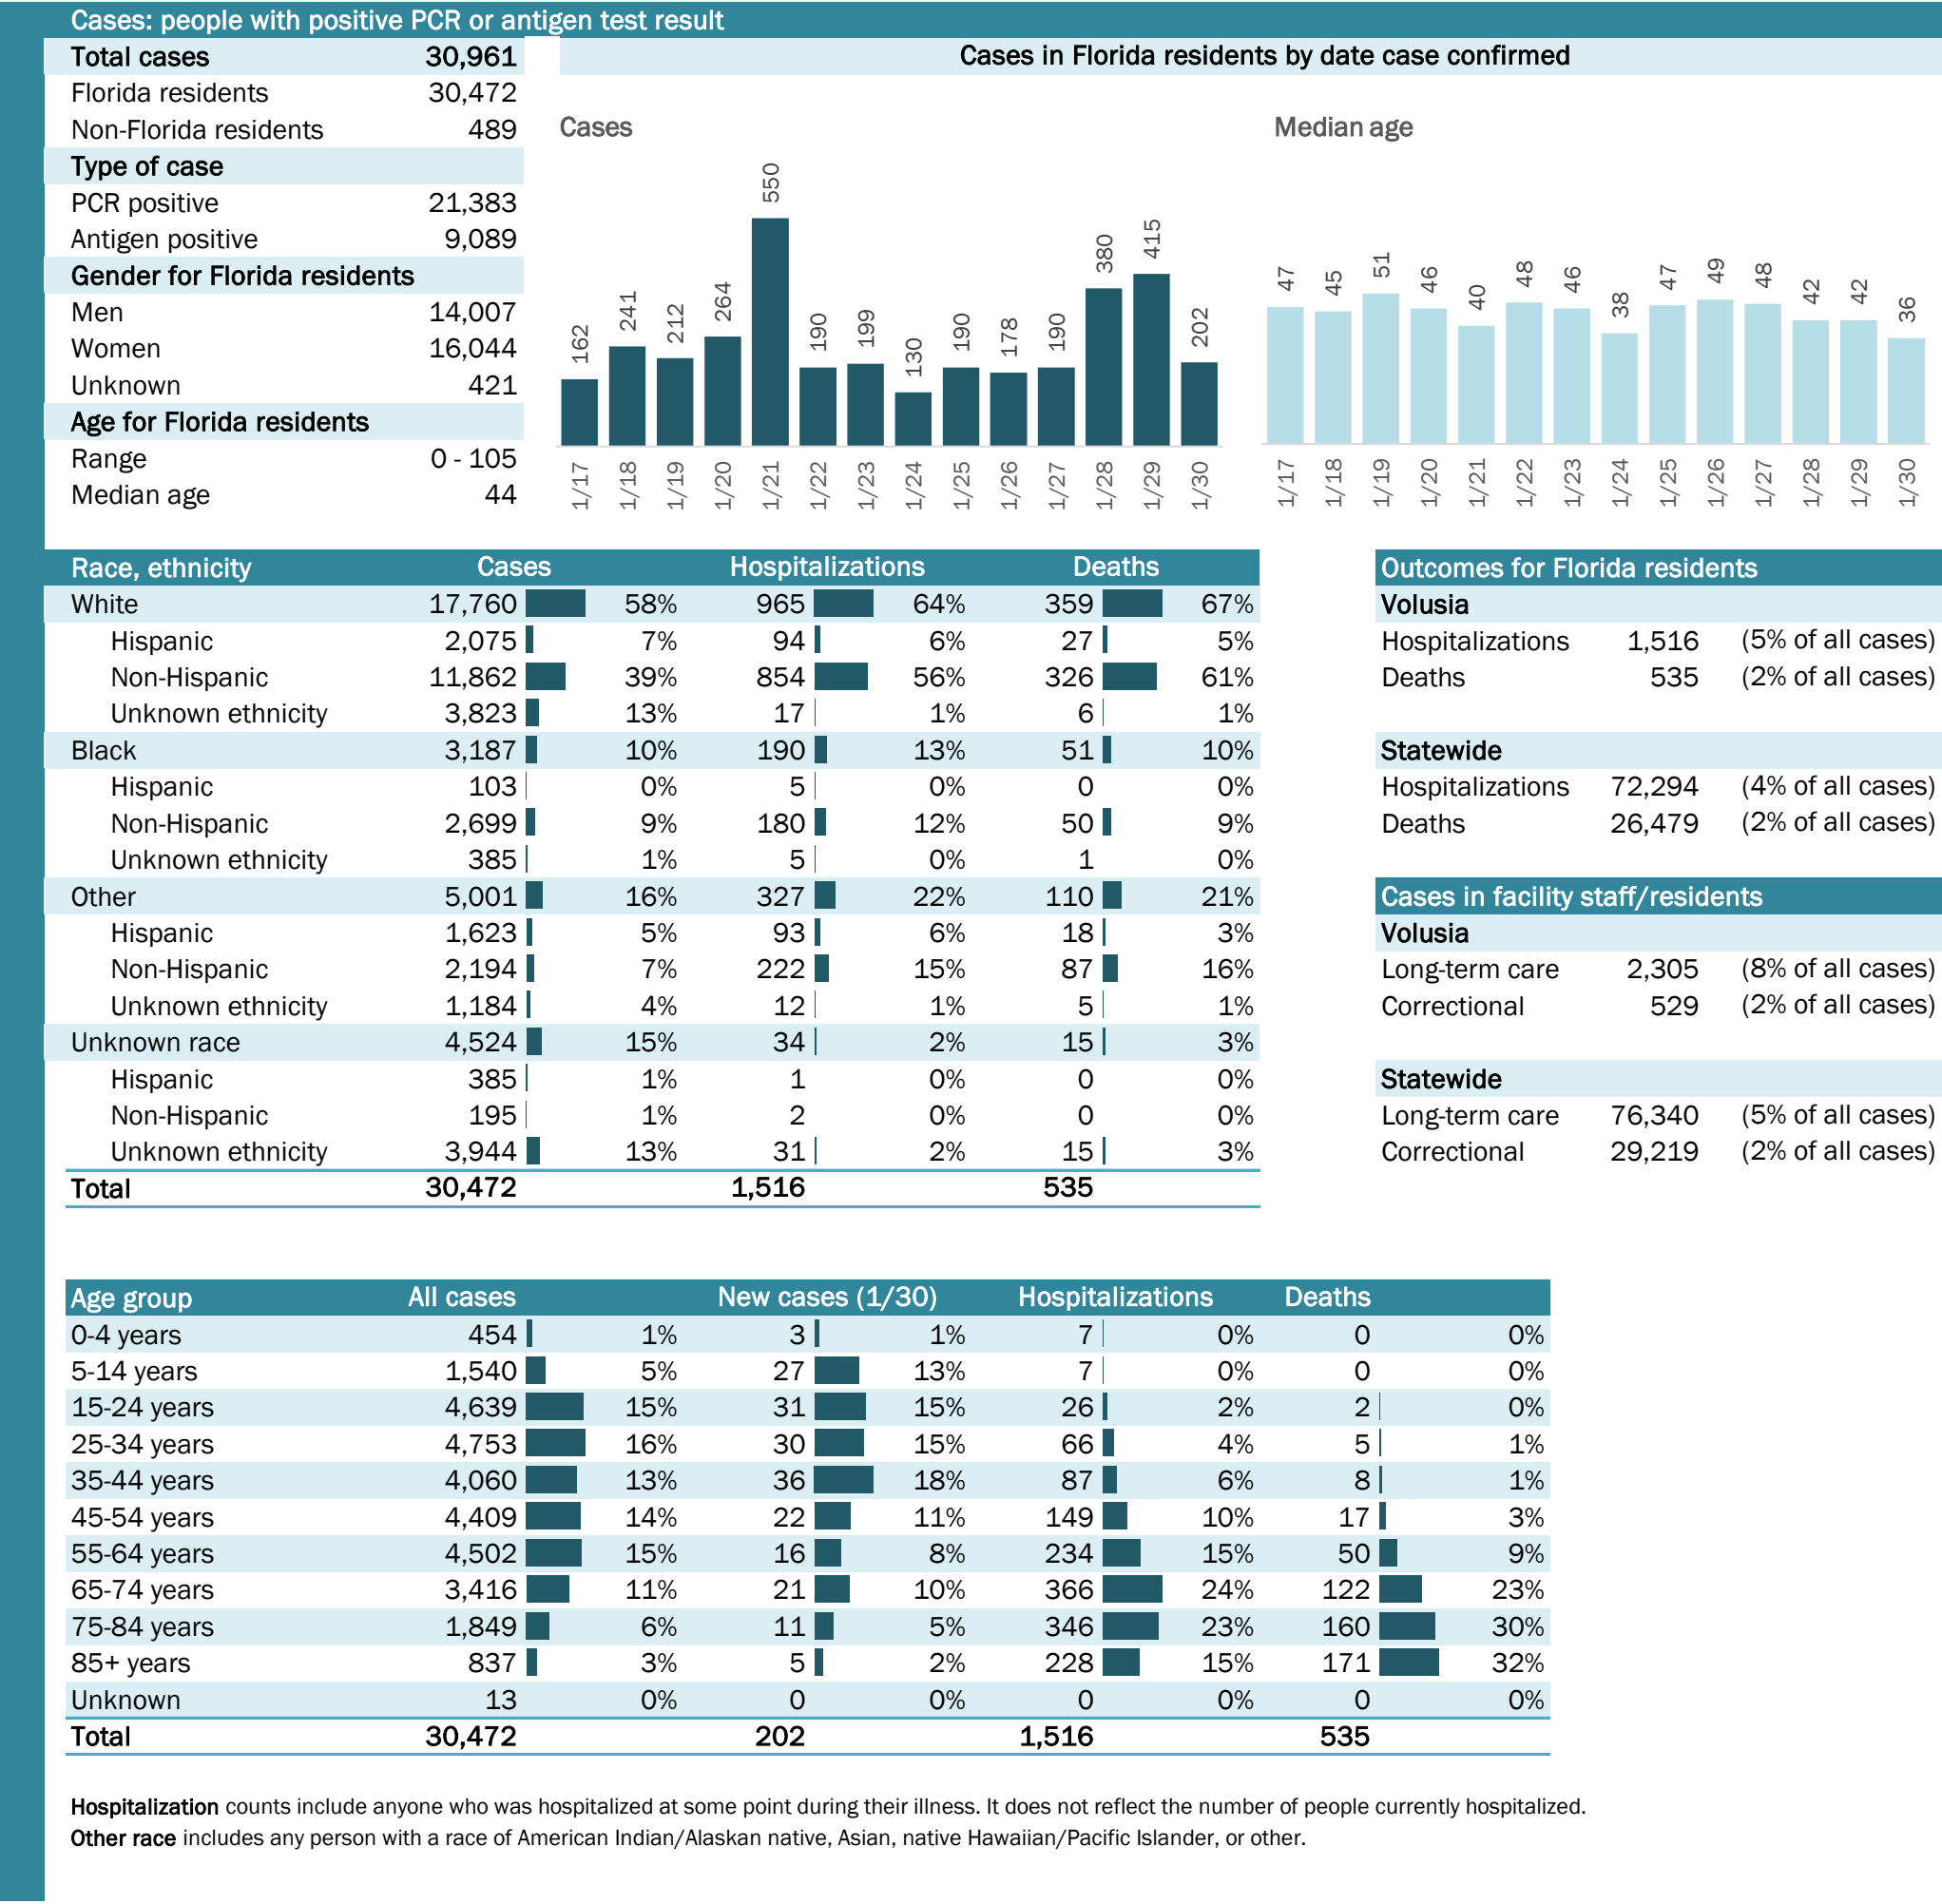 Cases: people with positive PCR or antigen test result
Total cases 30,961
Florida residents 30,472
Non-Florida residents 489
Type of case
PCR positive 21,383
Antigen positive 9,089
Gender for Florida residents
Men 14,007
Women 16,044
Unknown 421
Age for Florida residents
Range 0 - 105
Median age 44
Cases in Florida residents by date case confirmed
Cases
162 241 212 264 550 190 199 130 190 178 190 380 415 202
1/17 1/18 1/19 1/20 1/21 1/22 1/23 1/24 1/25 1/26 1/27 1/28 1/29 1/30
Median age
47 45 51 46 40 48 46 38 47 49 48 42 42 36
1/17 1/18 1/19 1/20 1/21 1/22 1/23 1/24 1/25 1/26 1/27 1/28 1/29 1/30
Race, ethnicity Cases Hospitalizations Deaths
White 17,760 58% 965 64% 359 67%
Hispanic 2,075 7% 94 6% 27 5%
Non-Hispanic 11,862 39% 854 56% 326 61%
Unknown ethnicity 3,823 13% 17 1% 6 1%
Black 3,187 10% 190 13% 51 10%
Hispanic 103 0% 5 0% 0 0%
Non-Hispanic 2,699 9% 180 12% 50 9%
Unknown ethnicity 385 1% 5 0% 1 0%
Other 5,001 16% 327 22% 110 21%
Hispanic 1,623 5% 93 6% 18 3%
Non-Hispanic 2,194 7% 222 15% 87 16%
Unknown ethnicity 1,184 4% 12 1% 5 1%
Unknown race 4,524 15% 34 2% 15 3%
Hispanic 385 1% 1 0% 0 0%
Non-Hispanic 195 1% 2 0% 0 0%
Unknown ethnicity 3,944 13% 31 2% 15 3%
Total 30,472 1,516 535
Outcomes for Florida residents
Volusia
Hospitalizations 1,516 (5% of all cases)
Deaths 535 (2% of all cases)
Statewide
Hospitalizations 72,294 (4% of all cases)
Deaths 26,479 (2% of all cases)
Cases in facility staff/residents
Volusia
Long-term care 2,305 (8% of all cases)
Correctional 529 (2% of all cases)
Statewide
Long-term care 76,340 (5% of all cases)
Correctional 29,219 (2% of all cases)
Age group All cases New cases (1/30) Hospitalizations Deaths
0-4 years 454 1% 3 1% 7 0% 0 0%
5-14 years 1,540 5% 27 13% 7 0% 0 0%
15-24 years 4,639 15% 31 15% 26 2% 2 0%
25-34 years 4,753 16% 30 15% 66 4% 5 1%
35-44 years 4,060 13% 36 18% 87 6% 8 1%
45-54 years 4,409 14% 22 11% 149 10% 17 3%
55-64 years 4,502 15% 16 8% 234 15% 50 9%
65-74 years 3,416 11% 21 10% 366 24% 122 23%
75-84 years 1,849 6% 11 5% 346 23% 160 30%
85+ years 837 3% 5 2% 228 15% 171 32%
Unknown 13 0% 0 0% 0 0% 0 0%
Total 30,472 202 1,516 535
Hospitalization counts include anyone who was hospitalized at some point during their illness. It does not reflect the number of people currently hospitalized.
Other race includes any person with a race of American Indian/Alaskan native, Asian, native Hawaiian/Pacific Islander, or other.